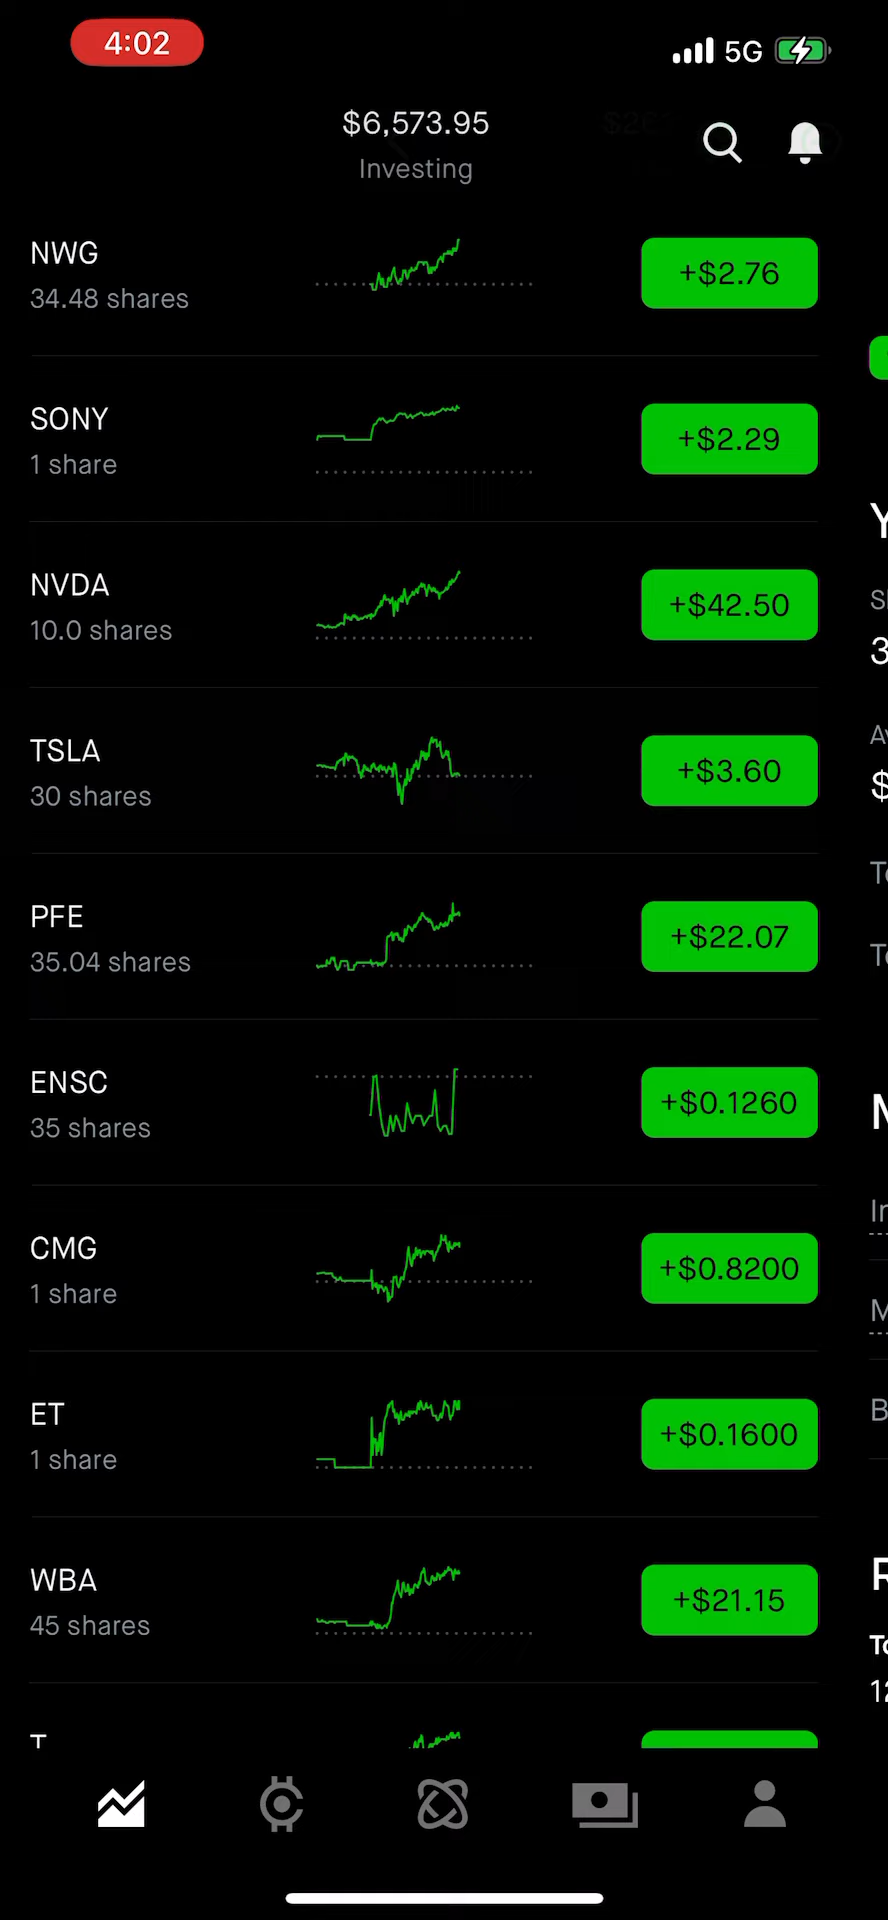 4:02
5G
$6,573.95
Investing
NWG
34.48 shares
+$2.76
SONY
1 share
+$2.29
NVDA
10.0 shares
+$42.50
TSLA
30 shares
+$3.60
PFE
35.04 shares
+$22.07
ENSC
35 shares
+$0.1260
CMG
1 share
+$0.8200
ET
1 share
+$0.1600
WBA
45 shares
+$21.15
T